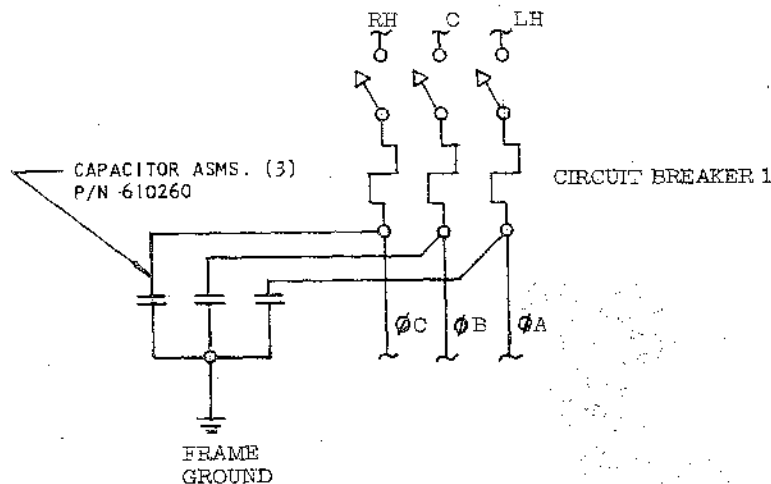 RH C LH
CAPACITOR ASMS. (3)
P/N 610260
CIRCUIT BREAKER 1
ØC ØB ØA
FRAME
GROUND